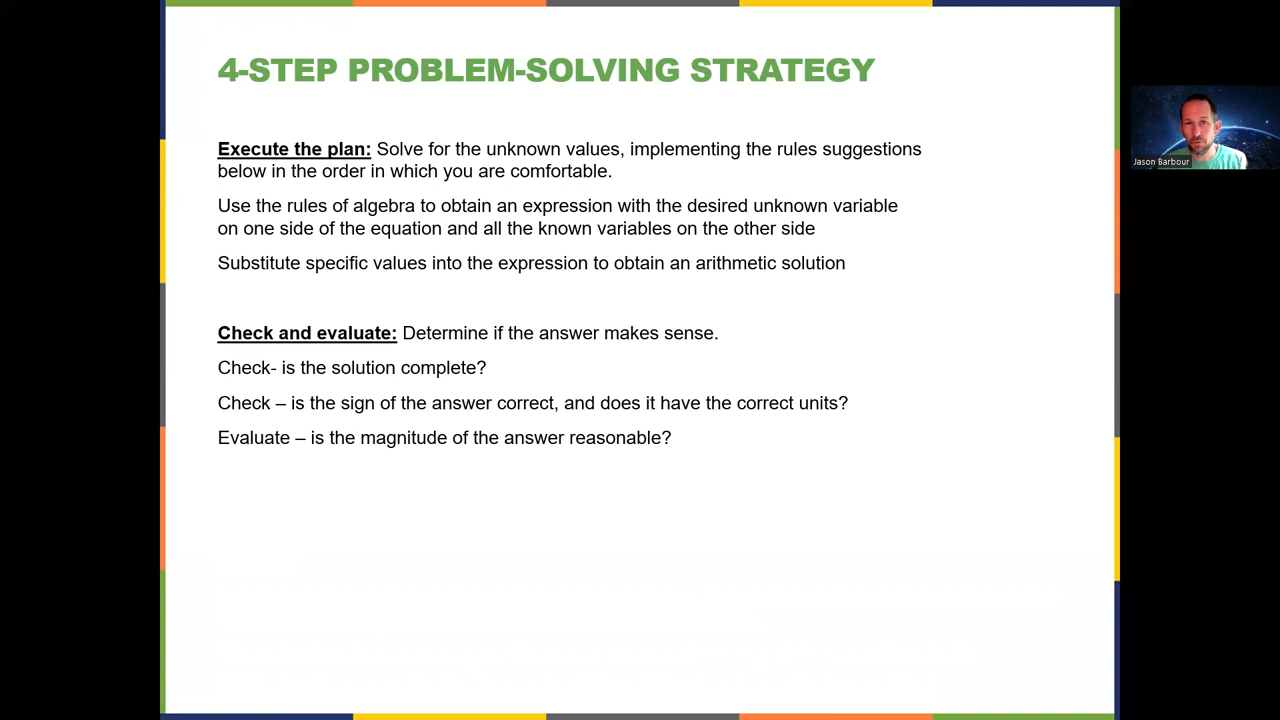 4-STEP PROBLEM-SOLVING STRATEGY
Execute the plan: Solve for the unknown values, implementing the rules suggestions
below in the order in which you are comfortable.
Use the rules of algebra to obtain an expression with the desired unknown variable
on one side of the equation and all the known variables on the other side
Substitute specific values into the expression to obtain an arithmetic solution
Check and evaluate: Determine if the answer makes sense.
Check- is the solution complete?
Check – is the sign of the answer correct, and does it have the correct units?
Evaluate – is the magnitude of the answer reasonable?
Jason Barbour